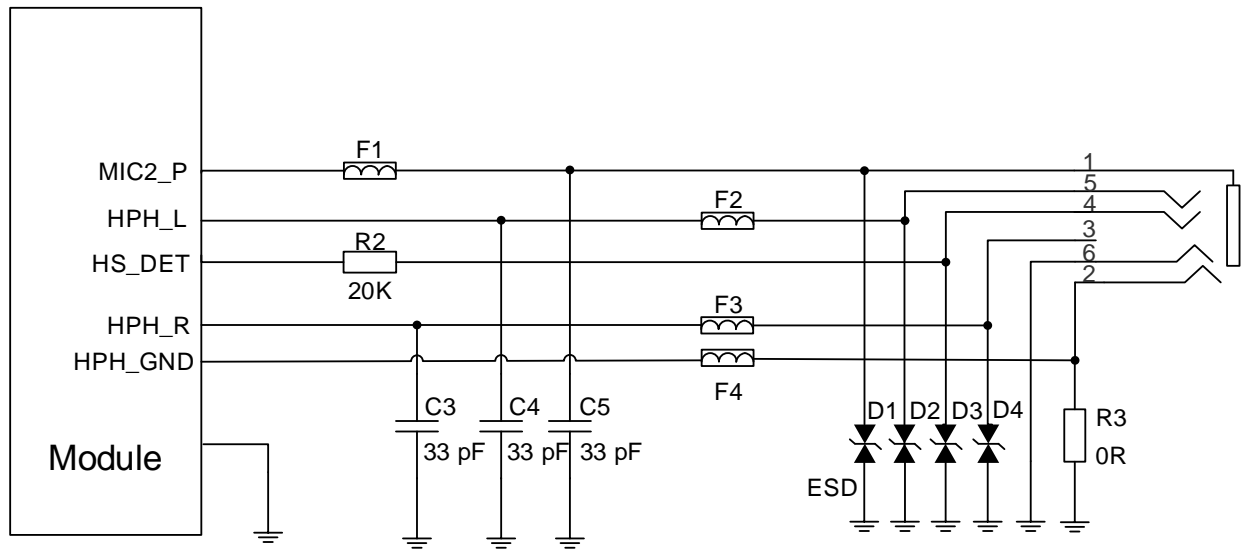 F1
1
MIC2_P
5
F2
HPH_L
4
R2
3
HS_DET
6
20K
2
F3
HPH_R
HPH_GND
F4
C3
C4
C5
D1
D2
D3
D4
R3
33 pF
33 pF
33 pF
0R
Module
ESD